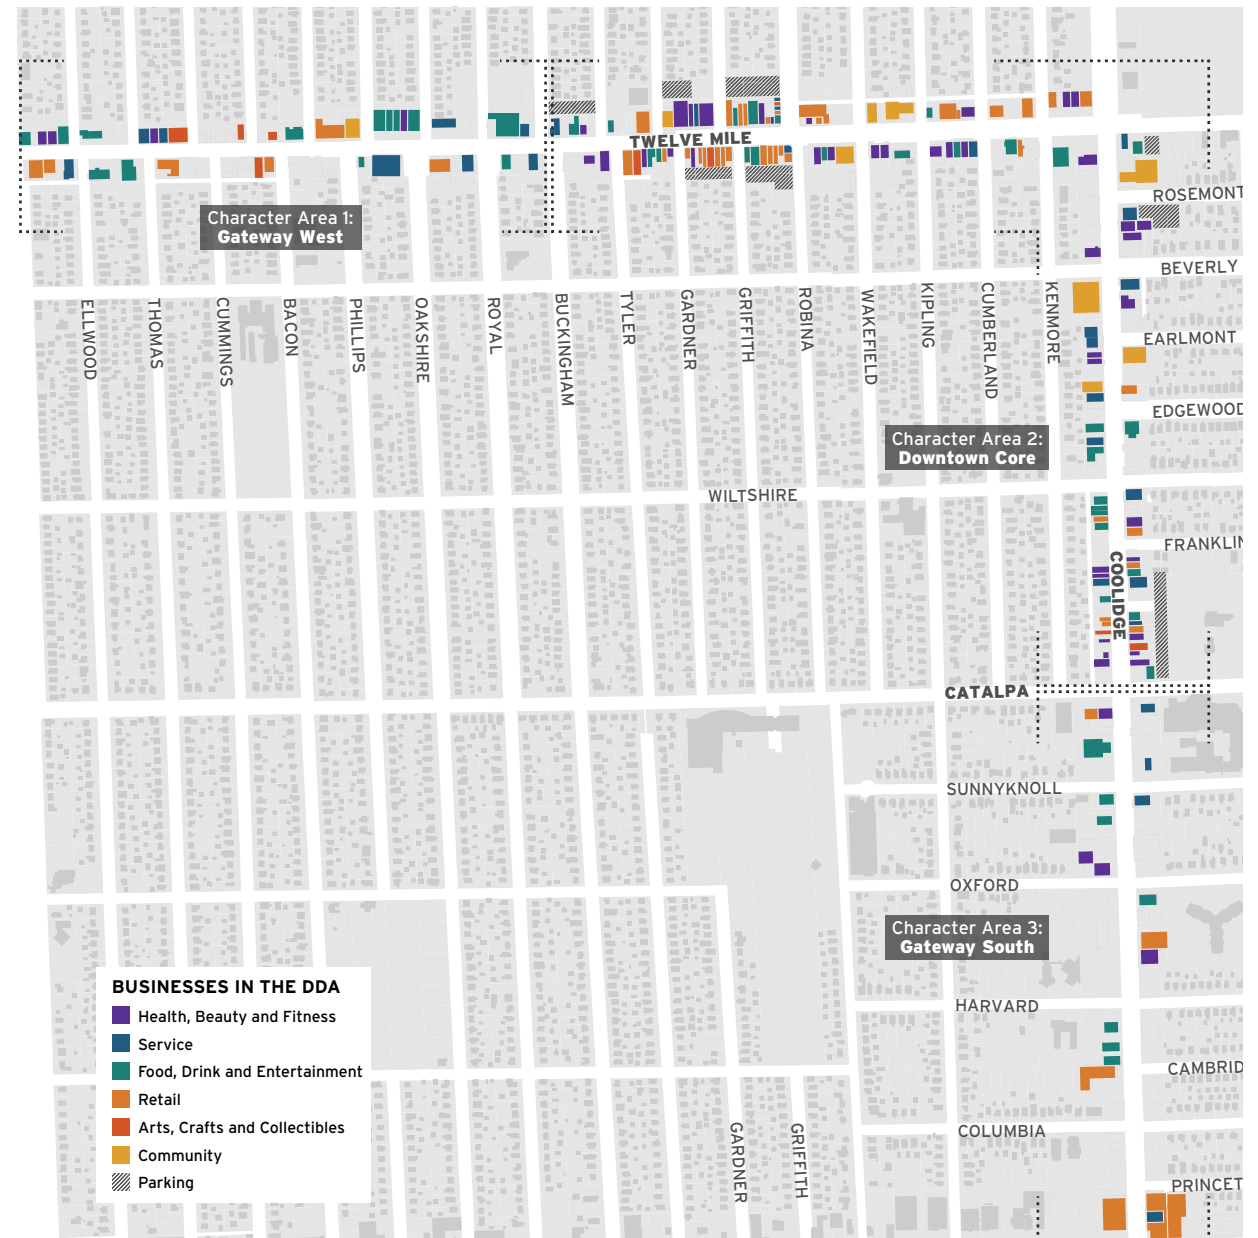 TWELVE MILE
ROSEMONT
Character Area 1:
Gateway West
BEVERLY
ELLWOOD
THOMAS
CUMMINGS
BACON
PHILLIPS
OAKSHIRE
ROYAL
BUCKINGHAM
TYLER
GARDNER
GRIFFITH
ROBINA
WAKEFIELD
KIPLING
CUMBERLAND
KENMORE
EARLMONT
EDGEWOOD
Character Area 2:
Downtown Core
WILTSHIRE
FRANKLIN
COOLIDGE
CATALPA
SUNNYKNOLL
OXFORD
Character Area 3:
Gateway South
HARVARD
CAMBRID
COLUMBIA
GARDNER
GRIFFITH
PRINCET
BUSINESSES IN THE DDA
Health, Beauty and Fitness
Service
Food, Drink and Entertainment
Retail
Arts, Crafts and Collectibles
Community
Parking